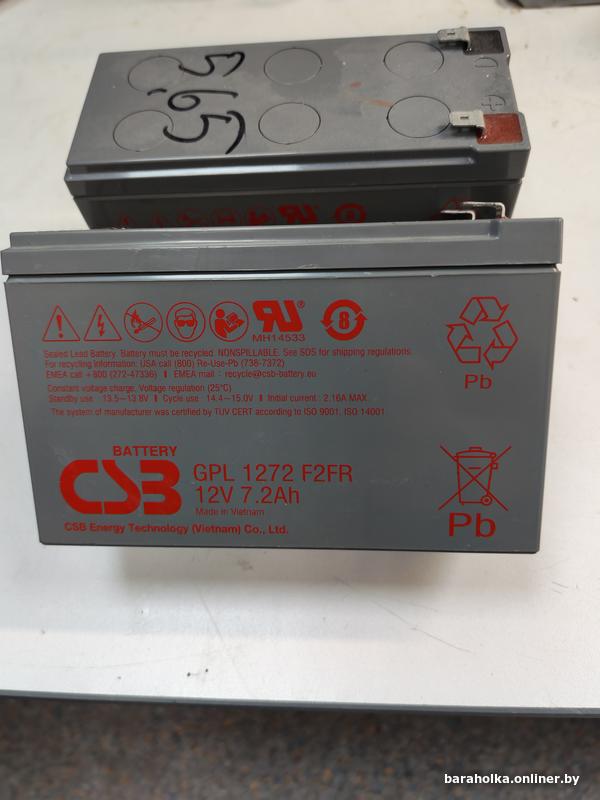 5.65
MH14533
8
Sealed Lead Battery. Battery must be recycled. NONSPILLABLE. See SDS for shipping regulations.
For recycling information: USA call (800) Re-Use-Pb (738-7372)
EMEA call +800 (272-47336) ⅼ EMEA mail : recycle@csb-battery.eu
Constant voltage charge, Voltage regulation (25°C)
Standby use : 13.5~13.8V ⅼ Cycle use : 14.4~15.0V ⅼ Initial current : 2.16A MAX.
The system of manufacturer was certified by TUV CERT according to ISO 9001, ISO 14001
Pb
BATTERY
CSB
GPL 1272 F2FR
12V 7.2Ah
Made in Vietnam
CSB Energy Technology (Vietnam) Co., Ltd.
Pb
baraholka.onliner.by